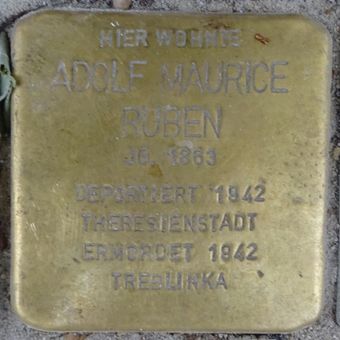 HIER WOHNTE
ADOLF MAURICE
RUBEN
JG. 1863
DEPORTIERT 1942
THERESIENSTADT
ERMORDET 1942
TREBLINKA